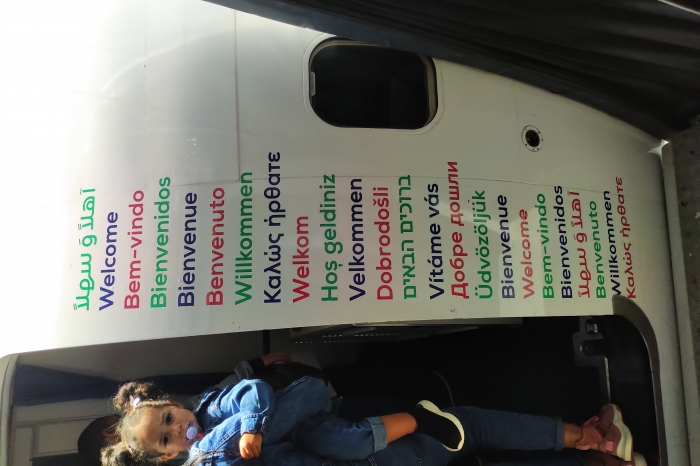 أهلاً و سهلاً
Welcome
Bem-vindo
Bienvenidos
Bienvenue
Benvenuto
Willkommen
Καλώς ήρθατε
Welkom
Hoş geldiniz
Velkommen
Dobrodošli
ברוכים הבאים
Vítáme vás
Добре дошли
Üdvözöljük
Bienvenue
Welcome
Bem-vindo
Bienvenidos
أهلاً و سهلاً
Benvenuto
Willkommen
Καλώς ήρθατε